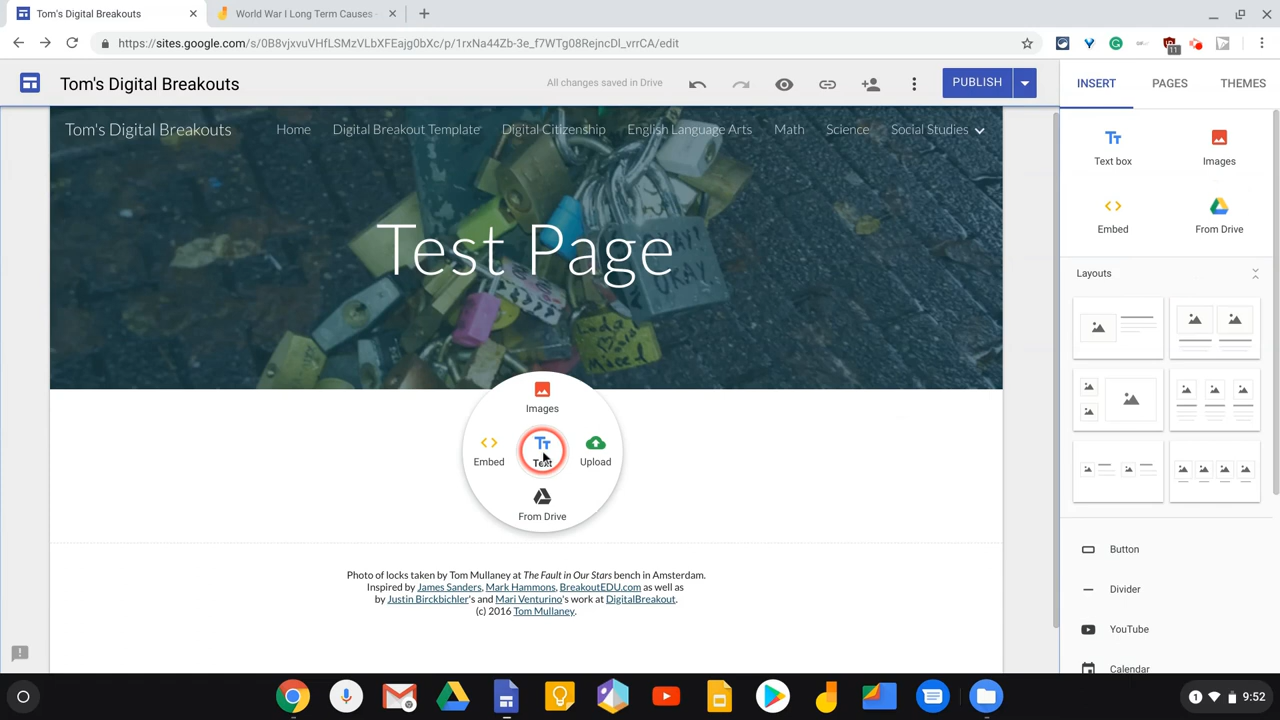 Tom's Digital Breakouts
World War I Long Term Causes
https://sites.google.com/s/0B8vjxvuVHfLSMzVLbXFEajg0bXc/p/1nxNa44Zb-3e_f7WTg08RejncDI_vrrCA/edit
11
Tom's Digital Breakouts
All changes saved in Drive
PUBLISH
INSERT
PAGES
THEMES
Tom's Digital Breakouts
Home
Digital Breakout Template
Digital Citizenship
English Language Arts
Math
Science
Social Studies
Test Page
Text box
Images
Embed
From Drive
Layouts
Images
Embed
Text
Upload
From Drive
Button
Divider
YouTube
Calendar
Photo of locks taken by Tom Mullaney at The Fault in Our Stars bench in Amsterdam.
Inspired by James Sanders, Mark Hammons, BreakoutEDU.com as well as
by Justin Birckbichler's and Mari Venturino's work at DigitalBreakout.
(c) 2016 Tom Mullaney.
1
9:52